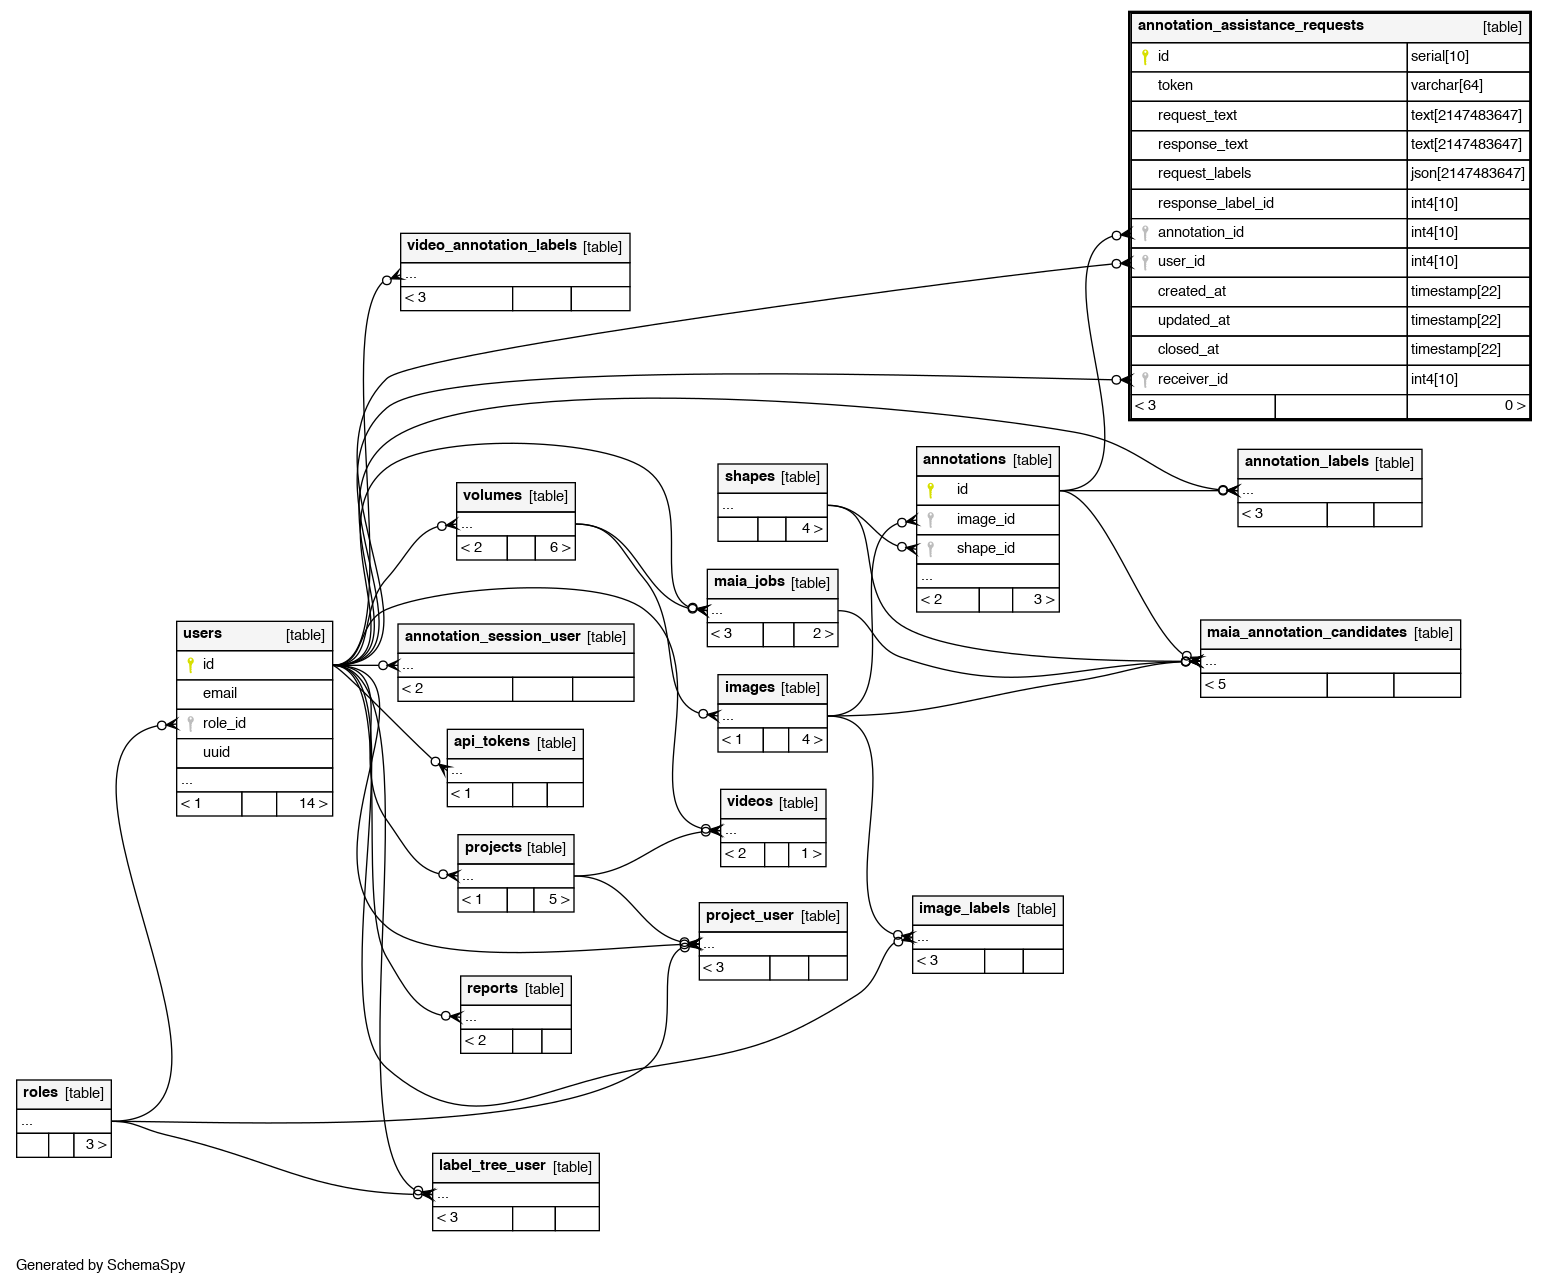 annotation_assistance_requests [table]
id serial[10]
token varchar[64]
request_text text[2147483647]
response_text text[2147483647]
request_labels json[2147483647]
response_label_id int4[10]
annotation_id int4[10]
user_id int4[10]
created_at timestamp[22]
updated_at timestamp[22]
closed_at timestamp[22]
receiver_id int4[10]
< 3 0 >
video_annotation_labels [table]
...
< 3
annotations [table]
id
image_id
shape_id
...
< 2 3 >
annotation_labels [table]
...
< 3
shapes [table]
...
4 >
volumes [table]
...
< 2 6 >
maia_jobs [table]
...
< 3 2 >
users [table]
id
email
role_id
uuid
...
< 1 14 >
annotation_session_user [table]
...
< 2
maia_annotation_candidates [table]
...
< 5
images [table]
...
< 1 4 >
api_tokens [table]
...
< 1
videos [table]
...
< 2 1 >
projects [table]
...
< 1 5 >
project_user [table]
...
< 3
image_labels [table]
...
< 3
reports [table]
...
< 2
roles [table]
...
3 >
label_tree_user [table]
...
< 3
Generated by SchemaSpy